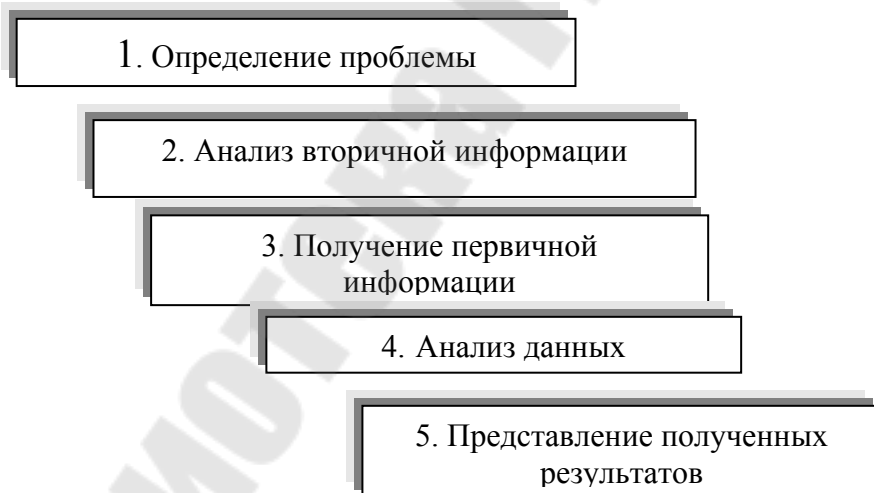 1. Определение проблемы
2. Анализ вторичной информации
3. Получение первичной
информации
4. Анализ данных
5. Представление полученных
результатов